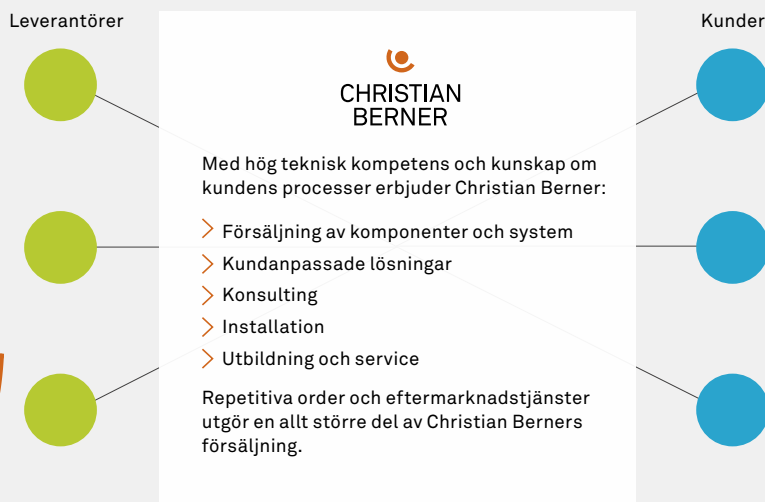 Leverantörer
Kunder
CHRISTIAN
BERNER
Med hög teknisk kompetens och kunskap om
kundens processer erbjuder Christian Berner:
Försäljning av komponenter och system
Kundanpassade lösningar
Konsulting
Installation
Utbildning och service
Repetitiva order och eftermarknadstjänster
utgör en allt större del av Christian Berners
försäljning.